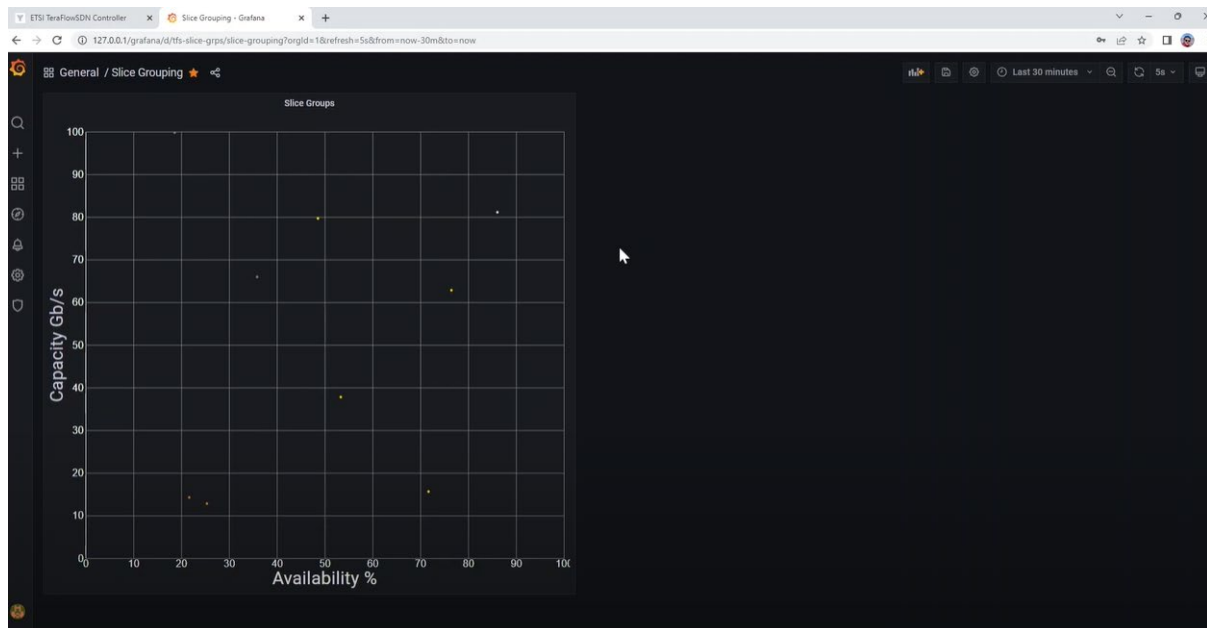 ETSI TeraFlowSDN Controller
Slice Grouping - Grafana
127.0.0.1/grafana/d/tfs-slice-grps/slice-grouping?orgId=1&refresh=5s&from=now-30m&to=now
General / Slice Grouping
Last 30 minutes
5s
Slice Groups
100
90
80
70
60
50
40
30
20
10
0
Capacity Gb/s
0 10 20 30 40 50 60 70 80 90 100
Availability %